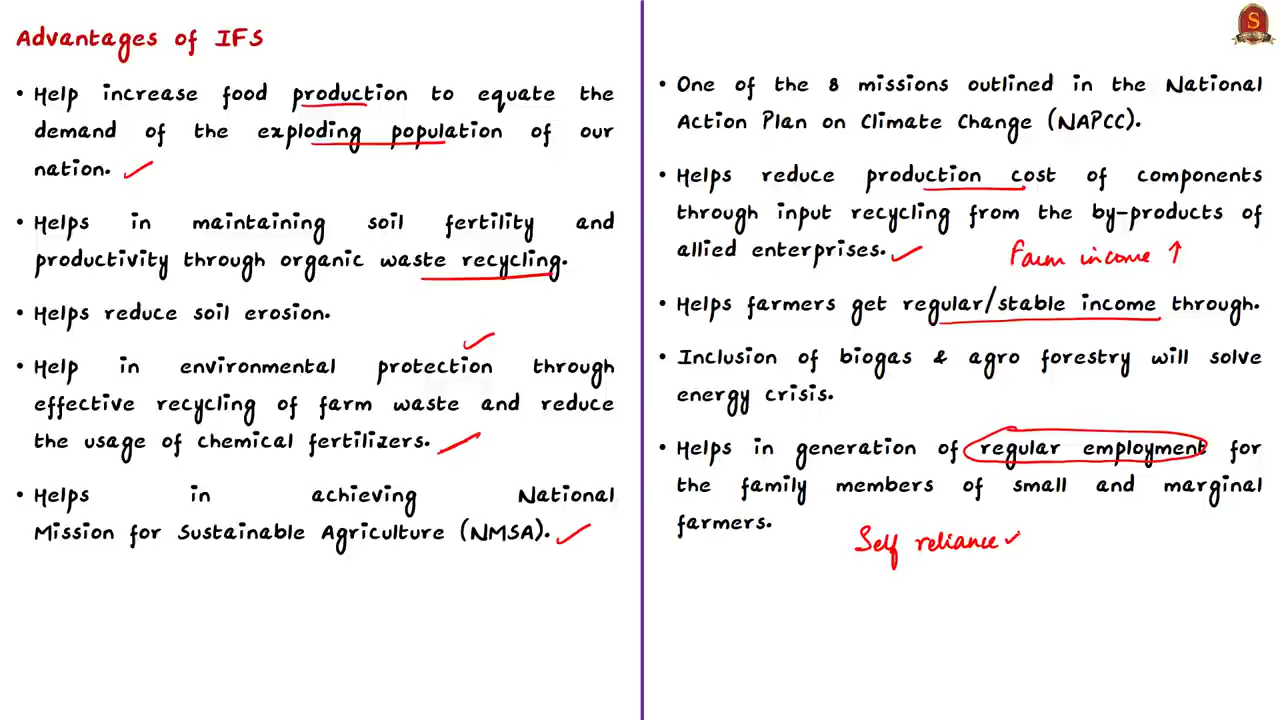 Advantages of IFS
• Help increase food production to equate the
demand of the exploding population of our
nation.
• Helps in maintaining soil fertility and
productivity through organic waste recycling.
• Helps reduce soil erosion.
• Help in environmental protection through
effective recycling of farm waste and reduce
the usage of chemical fertilizers.
• Helps in achieving National
Mission for Sustainable Agriculture (NMSA).
S
• One of the 8 missions outlined in the National
Action Plan on Climate Change (NAPCC).
• Helps reduce production cost of components
through input recycling from the by-products of
allied enterprises.
Farm income ↑
• Helps farmers get regular/stable income through.
• Inclusion of biogas & agro forestry will solve
energy crisis.
• Helps in generation of regular employment for
the family members of small and marginal
farmers.
Self reliance